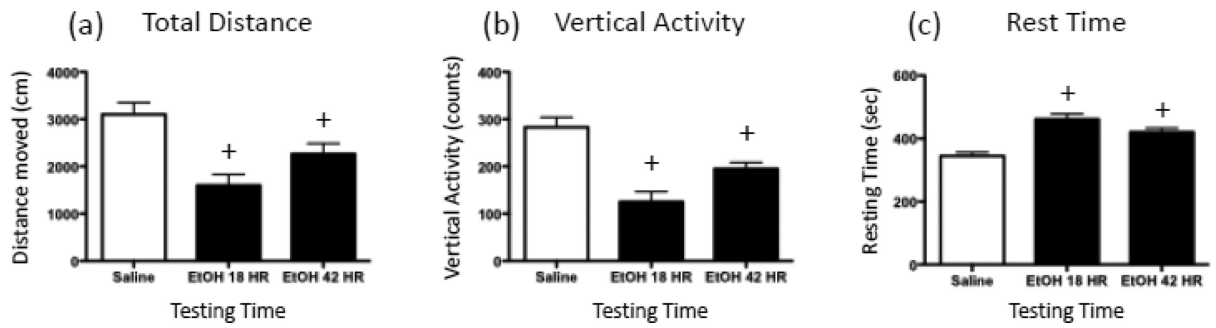 (a) Total Distance
Distance moved (cm)
4000
3000
2000
1000
0
+
+
Saline EtOH 18 HR EtOH 42 HR
Testing Time
(b) Vertical Activity
Vertical Activity (counts)
400
300
200
100
0
+
+
Saline EtOH 18 HR EtOH 42 HR
Testing Time
(c) Rest Time
Resting Time (sec)
600
400
200
0
+
+
Saline EtOH 18 HR EtOH 42 HR
Testing Time